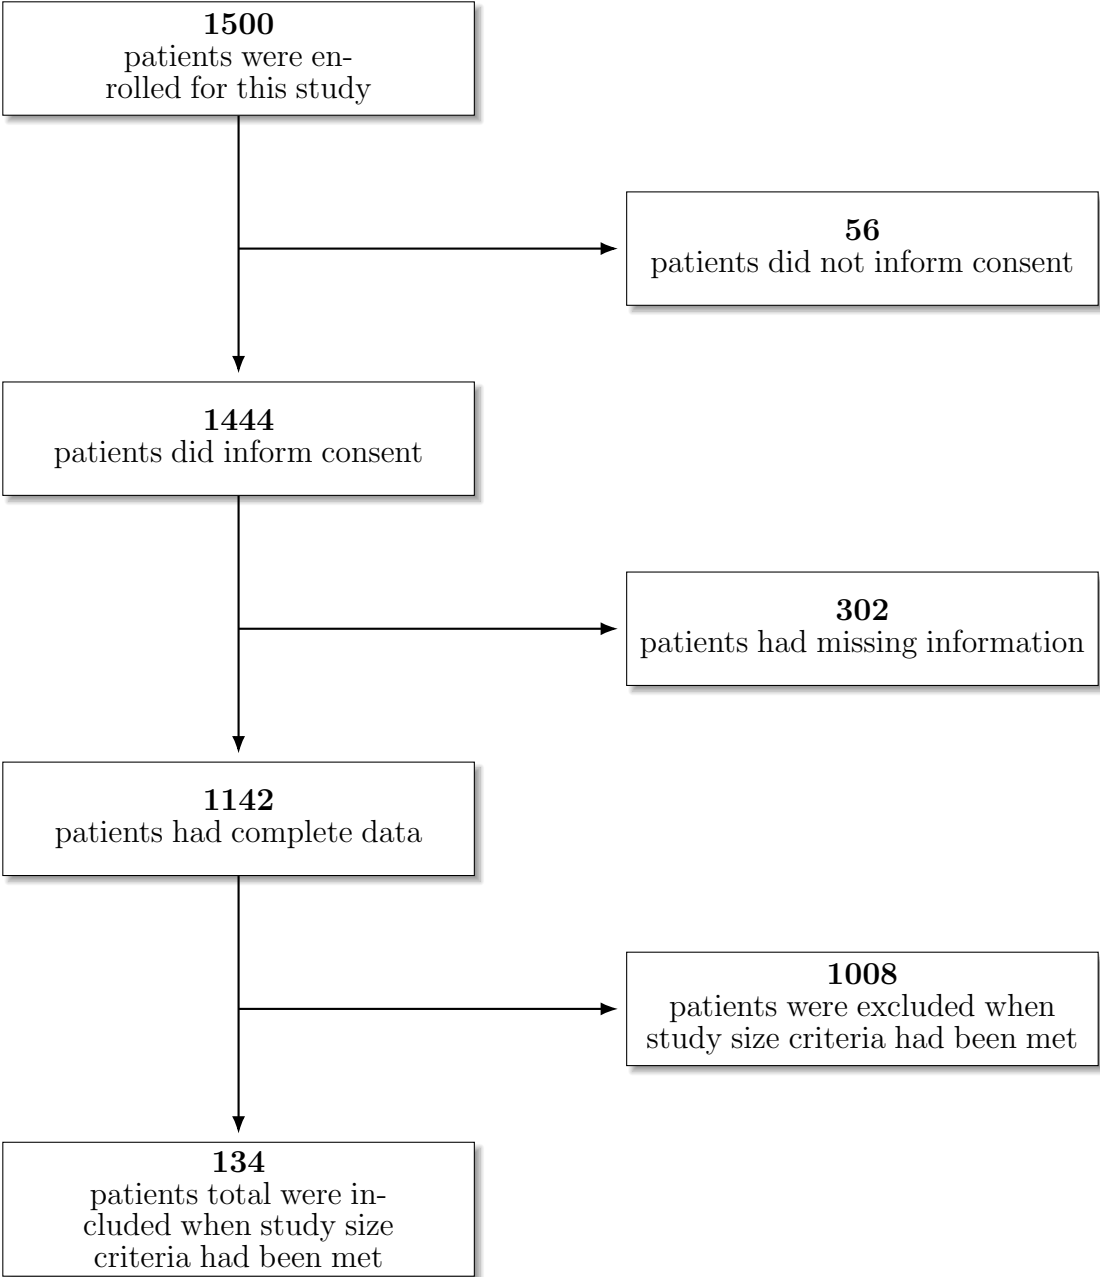 1500
patients were en-
rolled for this study
56
patients did not inform consent
1444
patients did inform consent
302
patients had missing information
1142
patients had complete data
1008
patients were excluded when
study size criteria had been met
134
patients total were in-
cluded when study size
criteria had been met